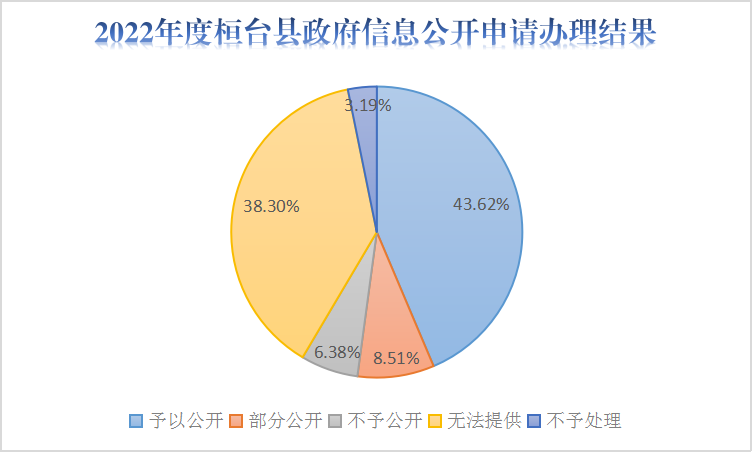 2022年度桓台县政府信息公开申请办理结果
3.19%
43.62%
38.30%
6.38%
8.51%
予以公开 部分公开 不予公开 无法提供 不予处理